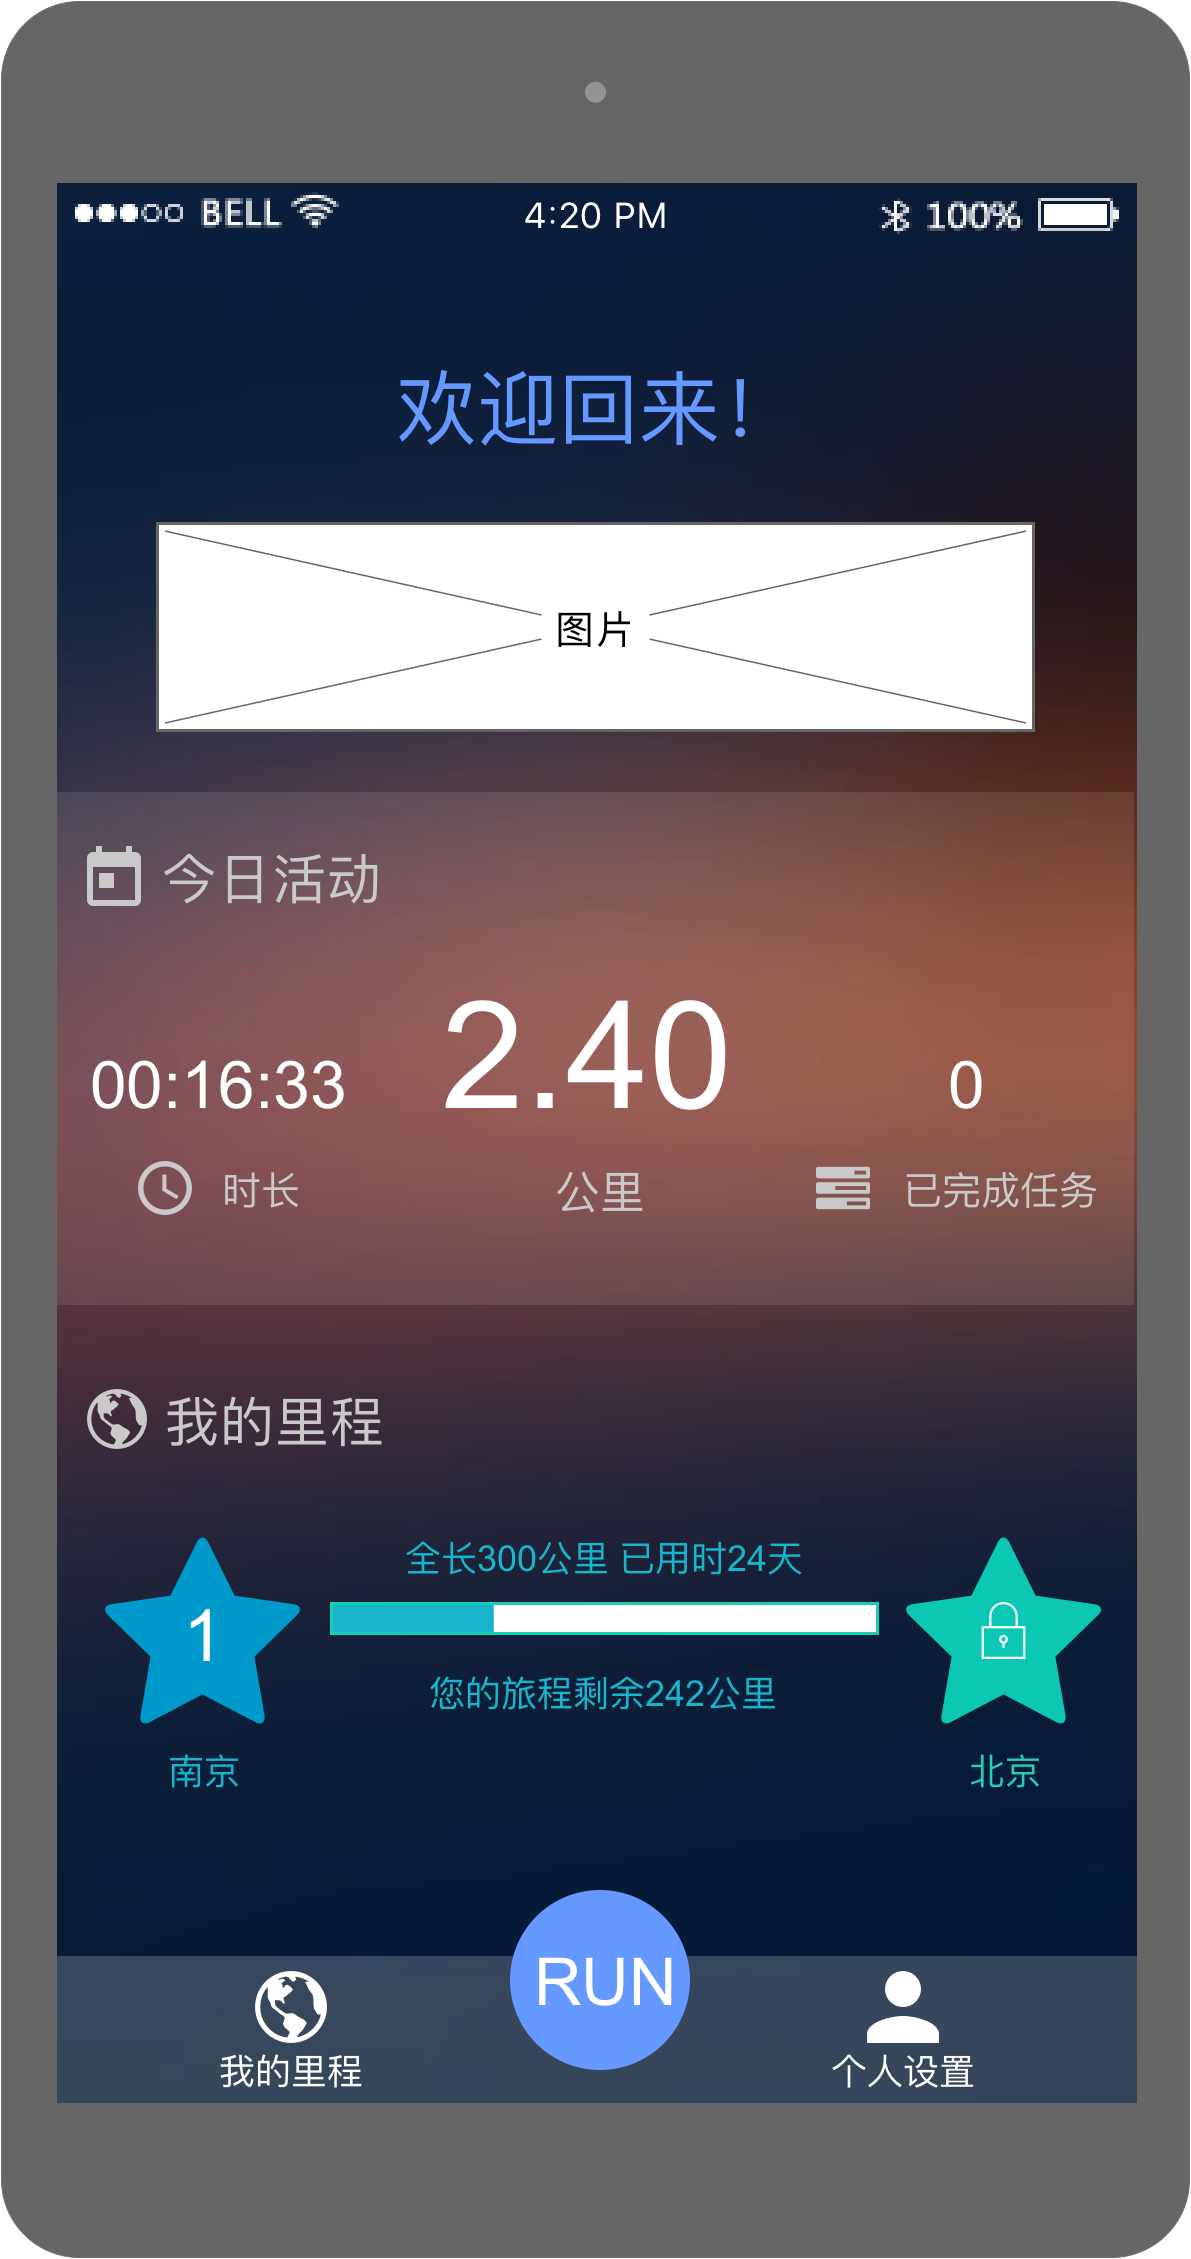 BELL 4:20 PM 100%
欢迎回来！
图片
今日活动
00:16:33 2.40 0
时长 公里 已完成任务
我的里程
全长300公里 已用时24天
1
您的旅程剩余242公里
南京 北京
RUN
我的里程 个人设置